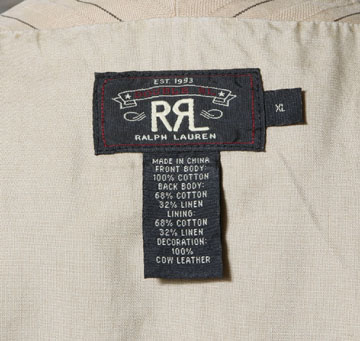 EST. 1993
RRL
RALPH LAUREN
XL
MADE IN CHINA
FRONT BODY:
100% COTTON
BACK BODY:
68% COTTON
32% LINEN
LINING:
68% COTTON
32% LINEN
DECORATION:
100%
COW LEATHER